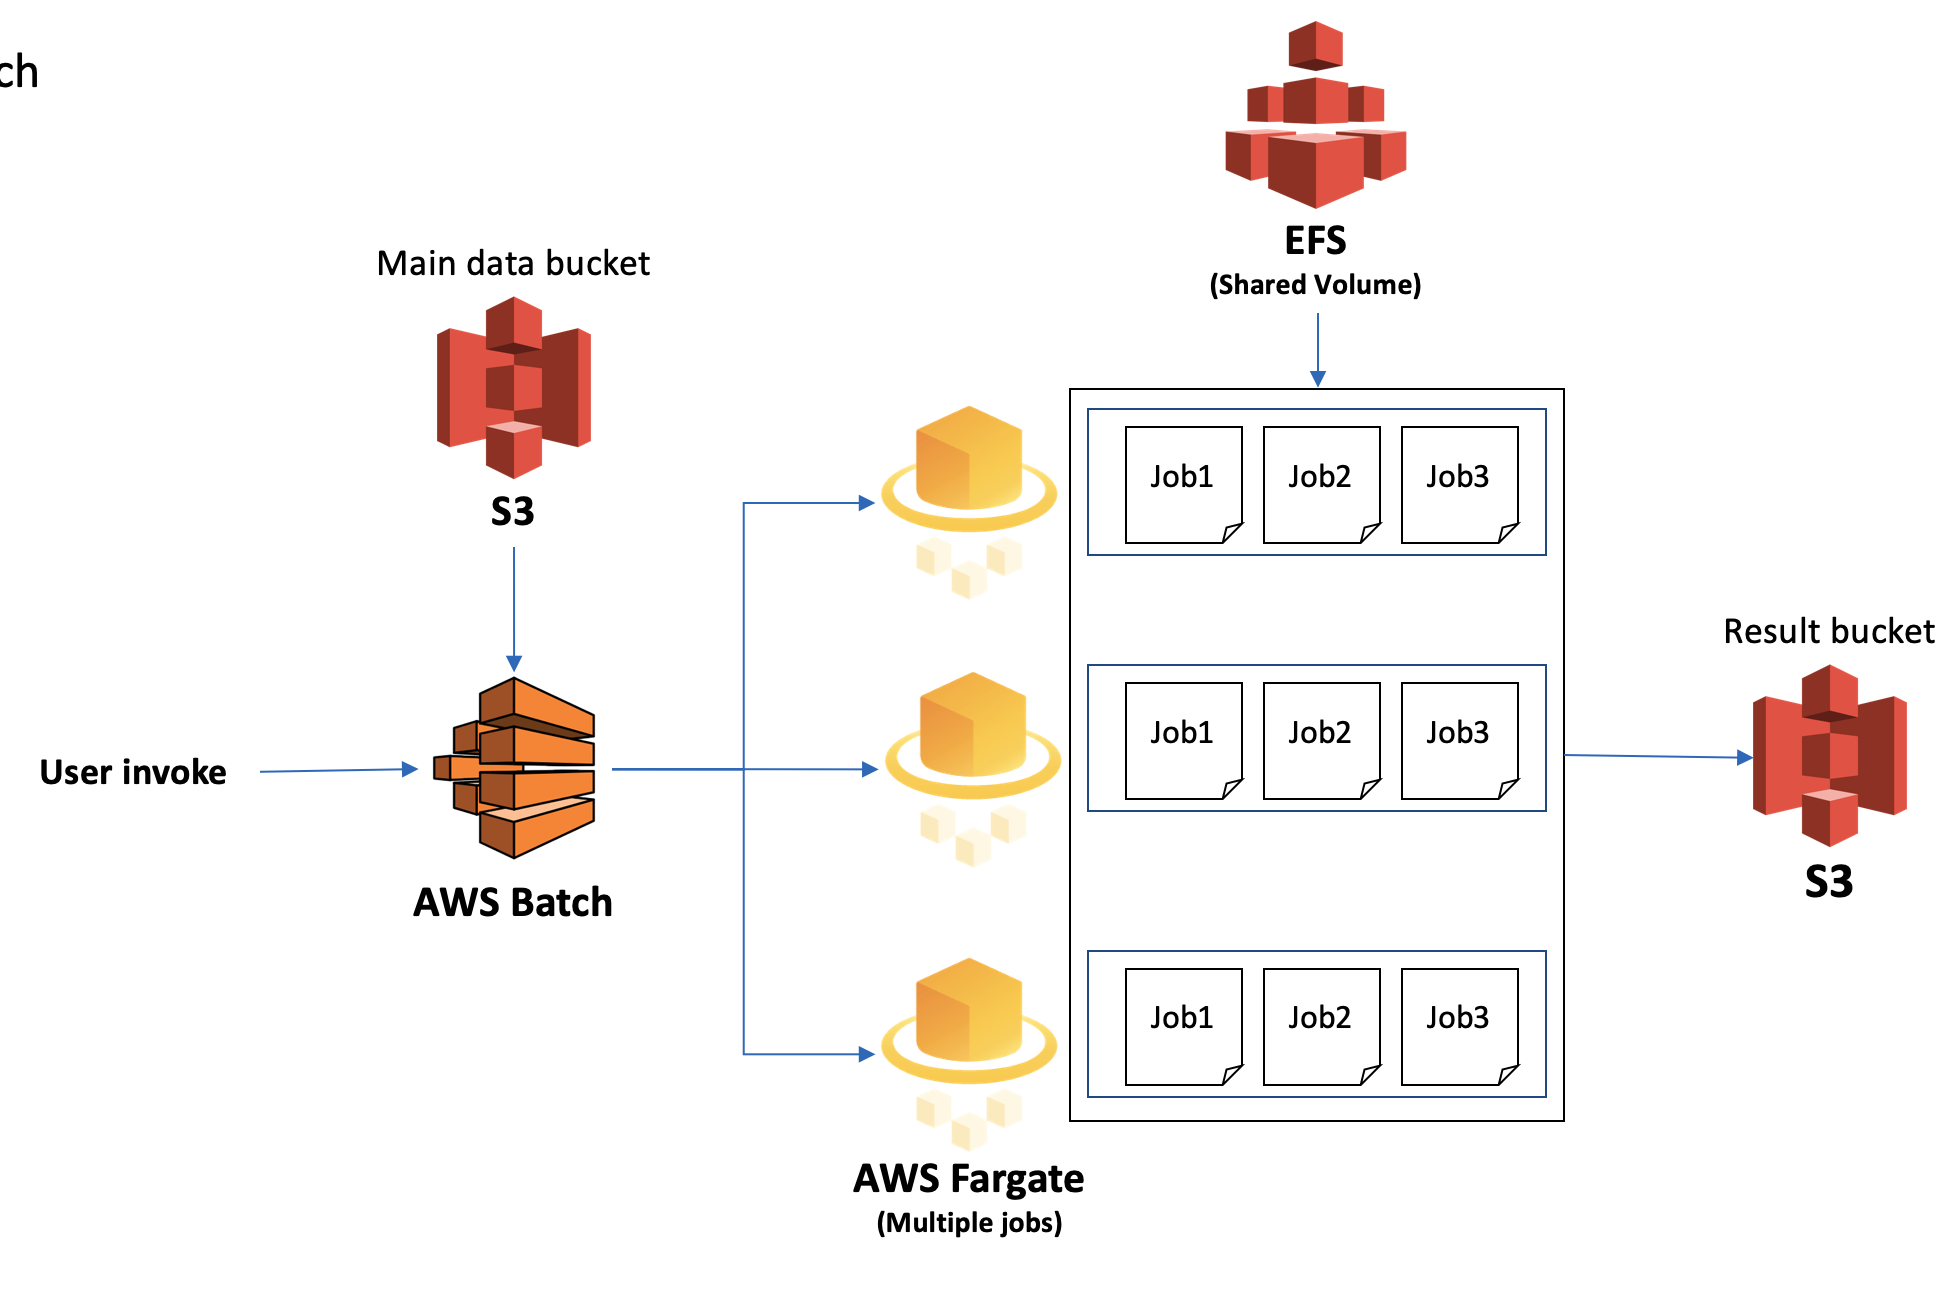 ch
EFS
(Shared Volume)
Main data bucket
S3
Job1 Job2 Job3
Result bucket
Job1 Job2 Job3
User invoke
S3
AWS Batch
Job1 Job2 Job3
AWS Fargate
(Multiple jobs)